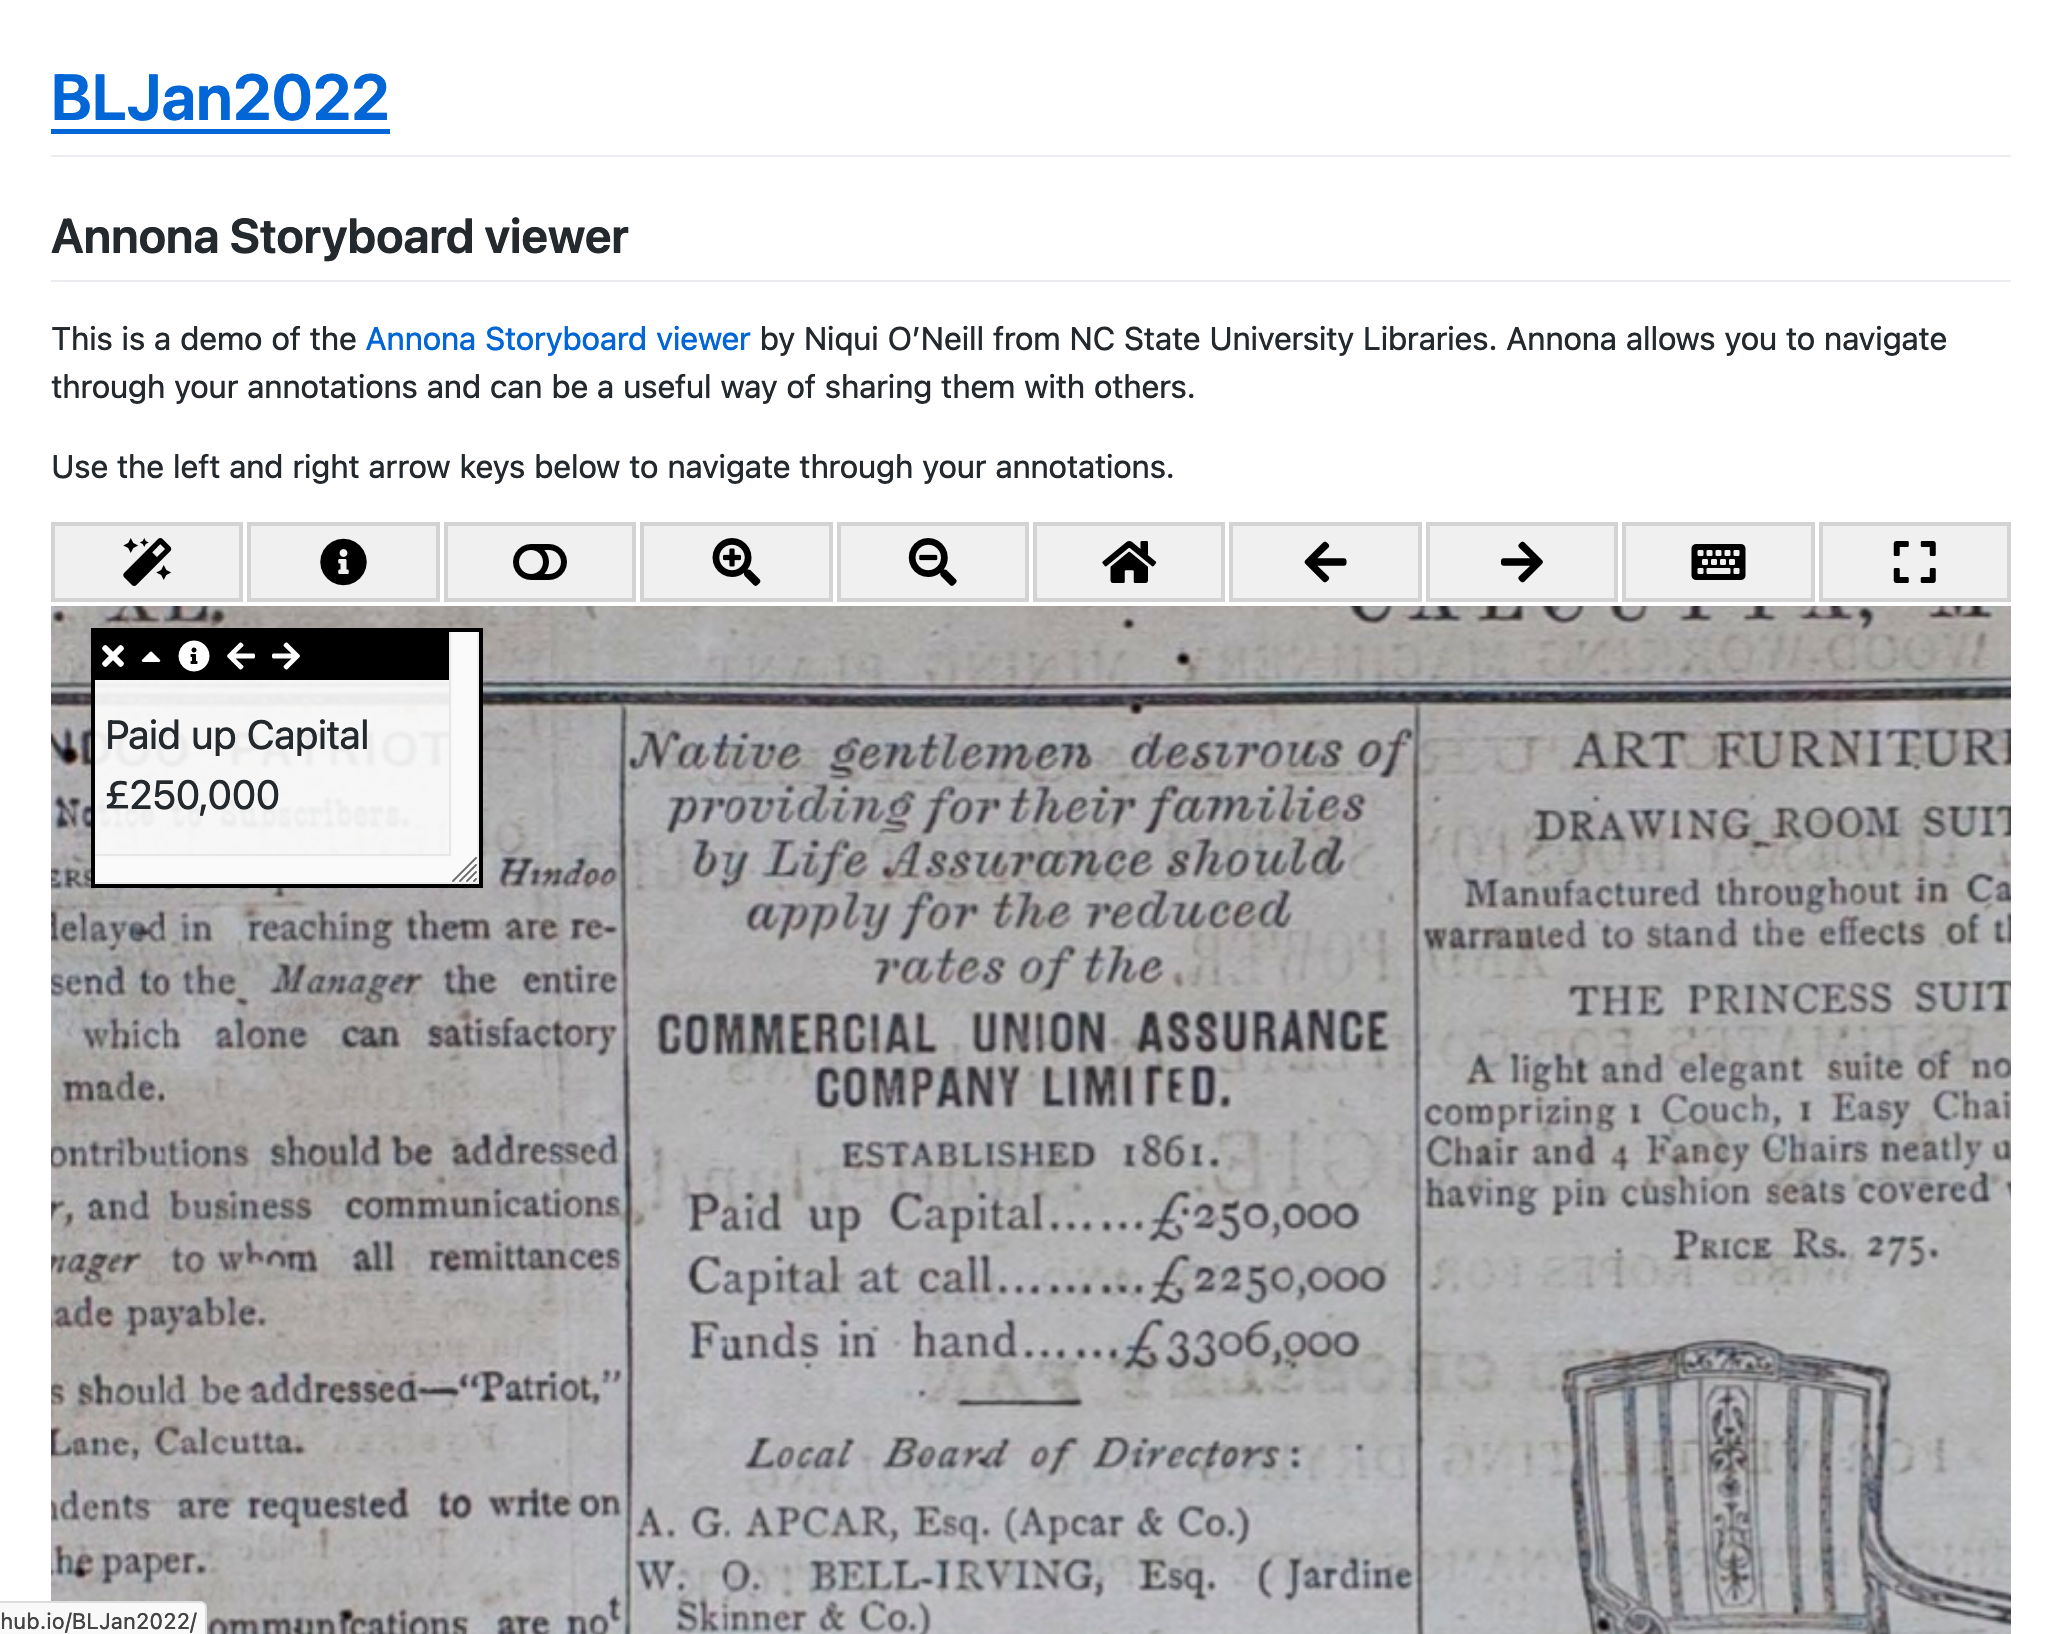 BLJan2022
Annona Storyboard viewer
This is a demo of the Annona Storyboard viewer by Niqui O’Neill from NC State University Libraries. Annona allows you to navigate
through your annotations and can be a useful way of sharing them with others.
Use the left and right arrow keys below to navigate through your annotations.
Paid up Capital
£250,000
Hindoo
delayed in reaching them are re-
send to the Manager the entire
which alone can satisfactory
made.
ontributions should be addressed
r, and business communications
nager to whom all remittances
ade payable.
s should be addressed—“Patriot,”
Lane, Calcutta.
dents are requested to write on
he paper.
ommunications are not
CALCUTTA, M
Native gentlemen desirous of
providing for their families
by Life Assurance should
apply for the reduced
rates of the
COMMERCIAL UNION ASSURANCE
COMPANY LIMITED.
ESTABLISHED 1861.
Paid up Capital......£250,000
Capital at call.........£2250,000
Funds in hand......£3306,000
Local Board of Directors:
A. G. APCAR, Esq. (Apcar & Co.)
W. O. BELL-IRVING, Esq. (Jardine
Skinner & Co.)
ART FURNITUR
DRAWING ROOM SUIT
Manufactured throughout in Ca
warranted to stand the effects of t
THE PRINCESS SUIT
A light and elegant suite of no
comprizing 1 Couch, 1 Easy Chai
Chair and 4 Fancy Chairs neatly u
having pin cushion seats covered
PRICE Rs. 275.
hub.io/BLJan2022/